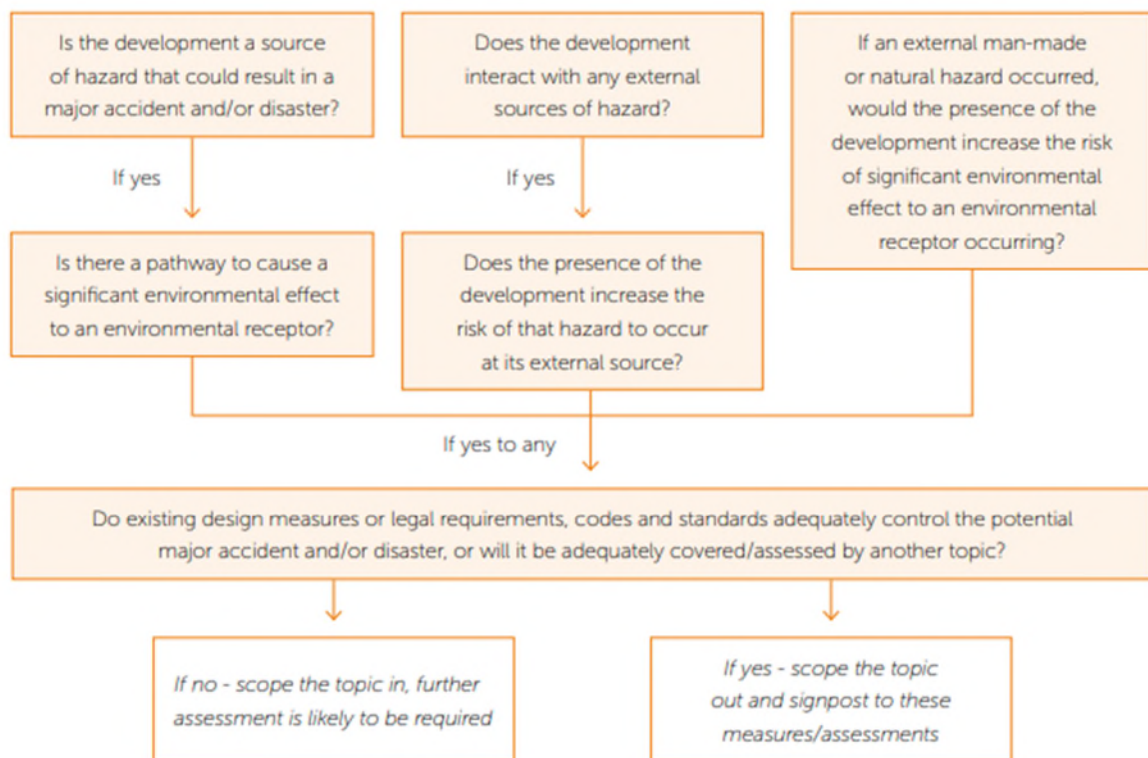 Is the development a source
of hazard that could result in a
major accident and/or disaster?
Does the development
interact with any external
sources of hazard?
If an external man-made
or natural hazard occurred,
would the presence of the
development increase the risk
of significant environmental
effect to an environmental
receptor occurring?
If yes
If yes
Is there a pathway to cause a
significant environmental effect
to an environmental receptor?
Does the presence of the
development increase the
risk of that hazard to occur
at its external source?
If yes to any
Do existing design measures or legal requirements, codes and standards adequately control the potential
major accident and/or disaster, or will it be adequately covered/assessed by another topic?
If no - scope the topic in, further
assessment is likely to be required
If yes - scope the topic
out and signpost to these
measures/assessments